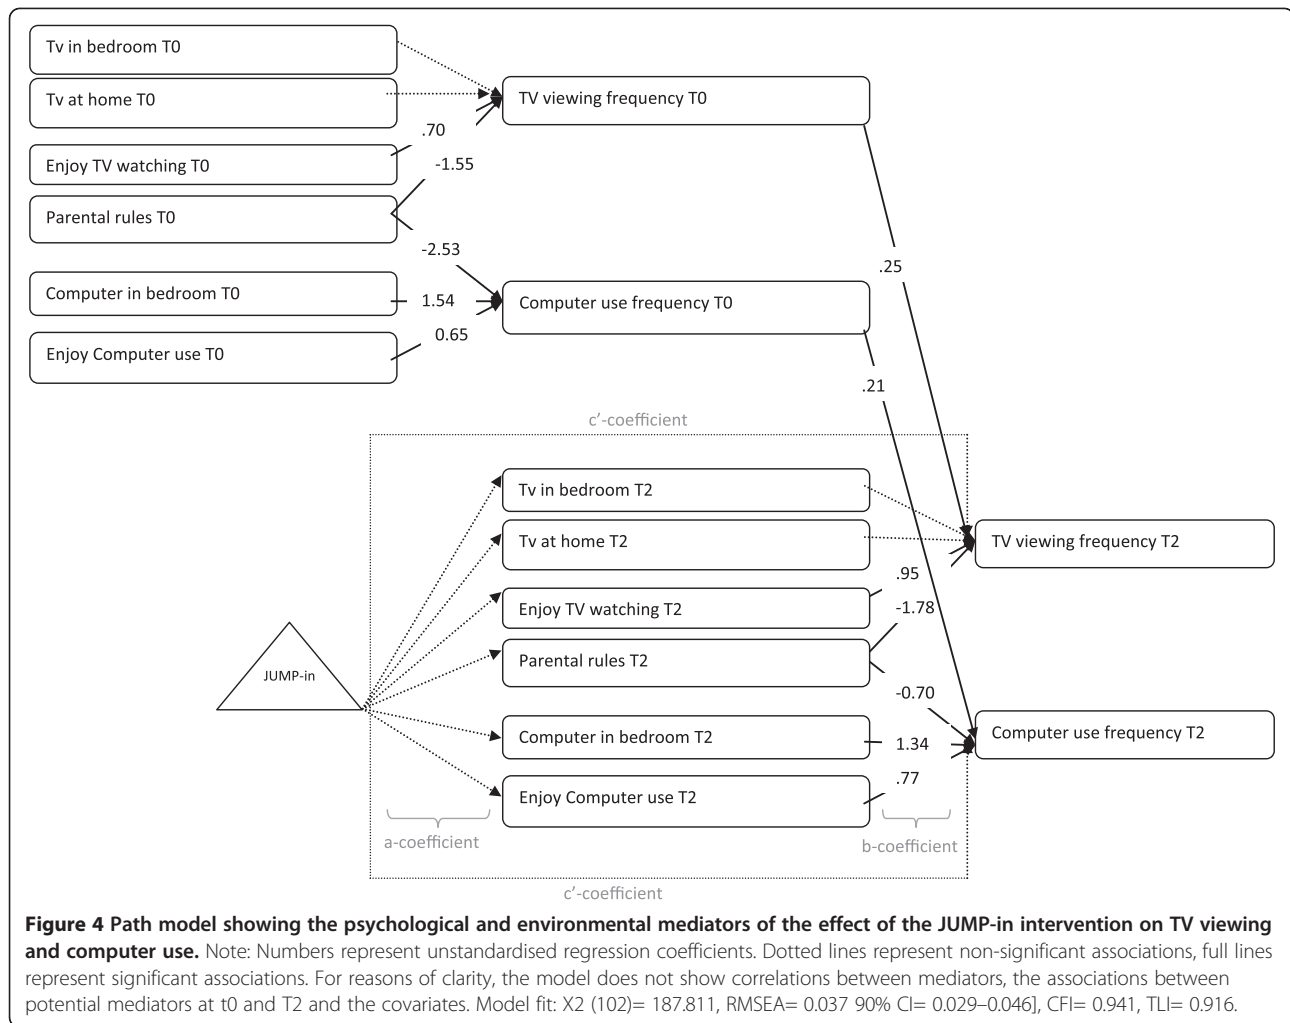 Tv in bedroom T0
Tv at home T0
TV viewing frequency T0
.70
Enjoy TV watching T0
-1.55
Parental rules T0
-2.53
Computer in bedroom T0
1.54
Computer use frequency T0
0.65
Enjoy Computer use T0
.25
.21
c'-coefficient
Tv in bedroom T2
Tv at home T2
TV viewing frequency T2
.95
Enjoy TV watching T2
-1.78
Parental rules T2
JUMP-in
-0.70
Computer in bedroom T2
1.34
Computer use frequency T2
.77
Enjoy Computer use T2
a-coefficient
b-coefficient
c'-coefficient
Figure 4 Path model showing the psychological and environmental mediators of the effect of the JUMP-in intervention on TV viewing
and computer use. Note: Numbers represent unstandardised regression coefficients. Dotted lines represent non-significant associations, full lines
represent significant associations. For reasons of clarity, the model does not show correlations between mediators, the associations between
potential mediators at t0 and T2 and the covariates. Model fit: X2 (102)= 187.811, RMSEA= 0.037 90% CI= 0.029–0.046], CFI= 0.941, TLI= 0.916.